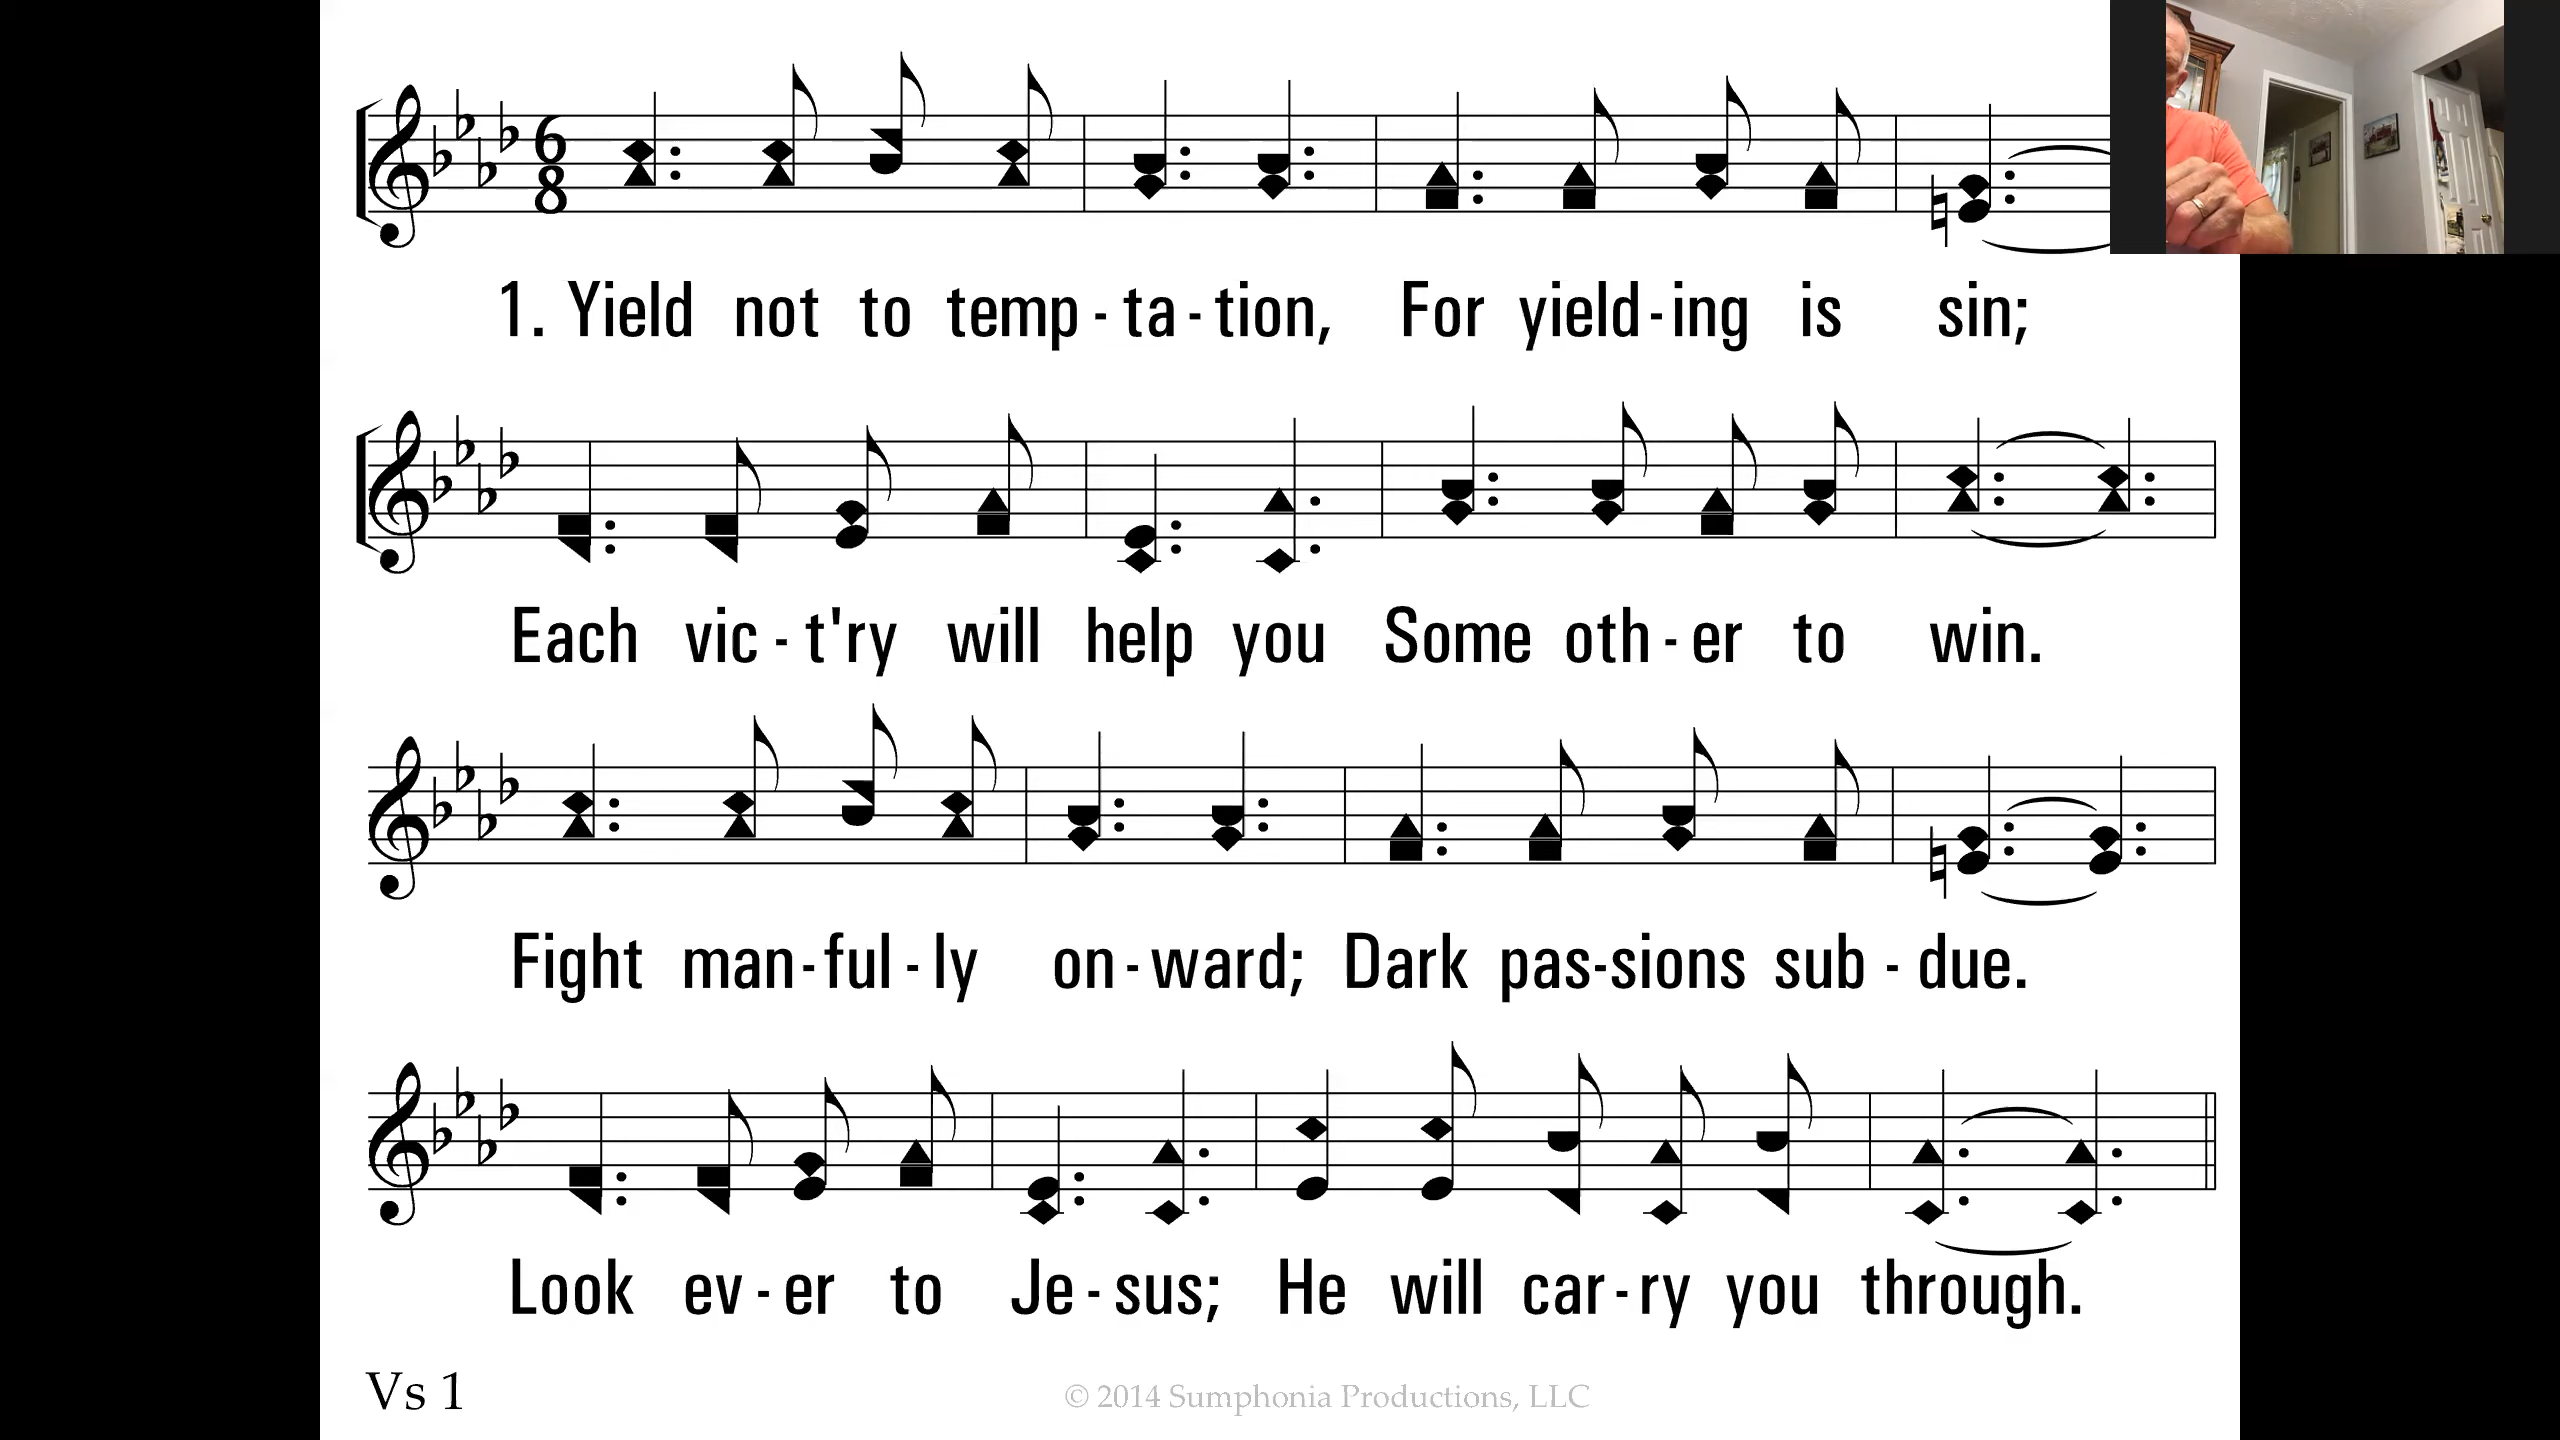 6
8
1. Yield not to temp - ta - tion, For yield - ing is sin;
Each vic - t'ry will help you Some oth - er to win.
Fight man - ful - ly on - ward; Dark pas - sions sub - due.
Look ev - er to Je - sus; He will car - ry you through.
Vs 1
© 2014 Sumphonia Productions, LLC